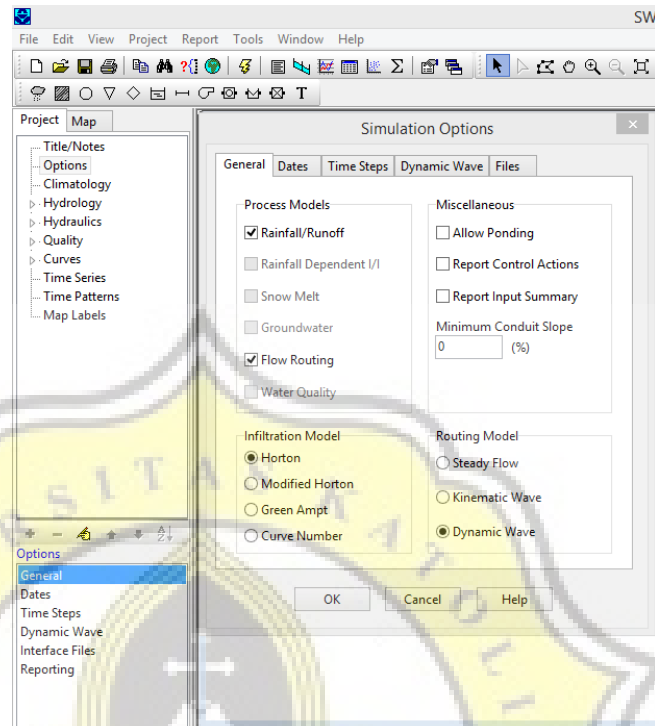 SW
File Edit View Project Report Tools Window Help
Project Map
Title/Notes
Options
Climatology
Hydrology
Hydraulics
Quality
Curves
Time Series
Time Patterns
Map Labels
Options
General
Dates
Time Steps
Dynamic Wave
Interface Files
Reporting
Simulation Options
General Dates Time Steps Dynamic Wave Files
Process Models
Rainfall/Runoff
Rainfall Dependent I/I
Snow Melt
Groundwater
Flow Routing
Water Quality
Miscellaneous
Allow Ponding
Report Control Actions
Report Input Summary
Minimum Conduit Slope
0 (%)
Infiltration Model
Horton
Modified Horton
Green Ampt
Curve Number
Routing Model
Steady Flow
Kinematic Wave
Dynamic Wave
OK Cancel Help
SITAS KATOLI